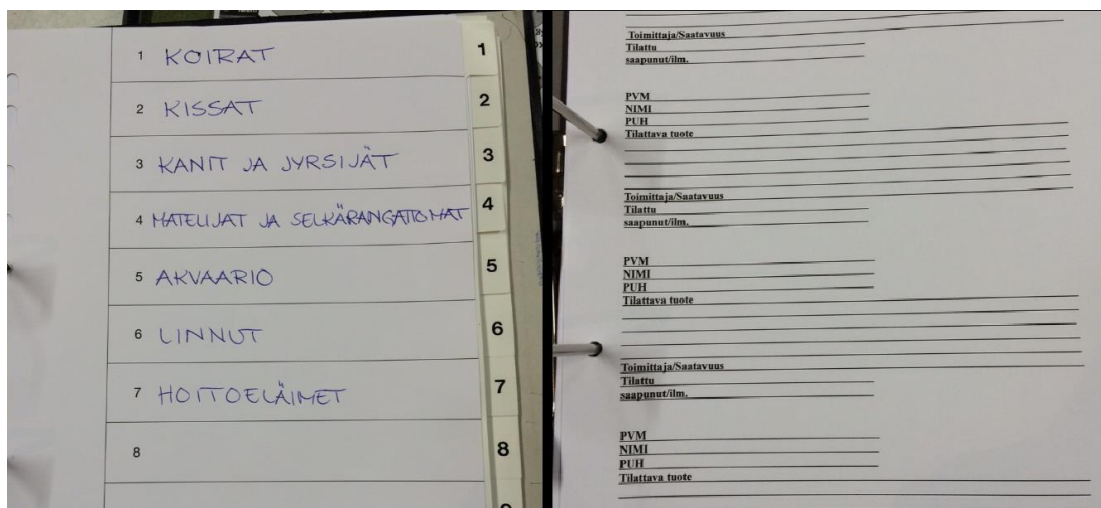 1 KOIRAT
2 KISSAT
3 KANIT JA JYRSIJÄT
4 MATELIJAT JA SELKÄRANGATTOMAT
5 AKVAARIO
6 LINNUT
7 HOITOELÄIMET
8
1
2
3
4
5
6
7
8
Toimittaja/Saatavuus
Tilattu
saapunut/ilm.
PVM
NIMI
PUH
Tilattava tuote
Toimittaja/Saatavuus
Tilattu
saapunut/ilm.
PVM
NIMI
PUH
Tilattava tuote
Toimittaja/Saatavuus
Tilattu
saapunut/ilm.
PVM
NIMI
PUH
Tilattava tuote